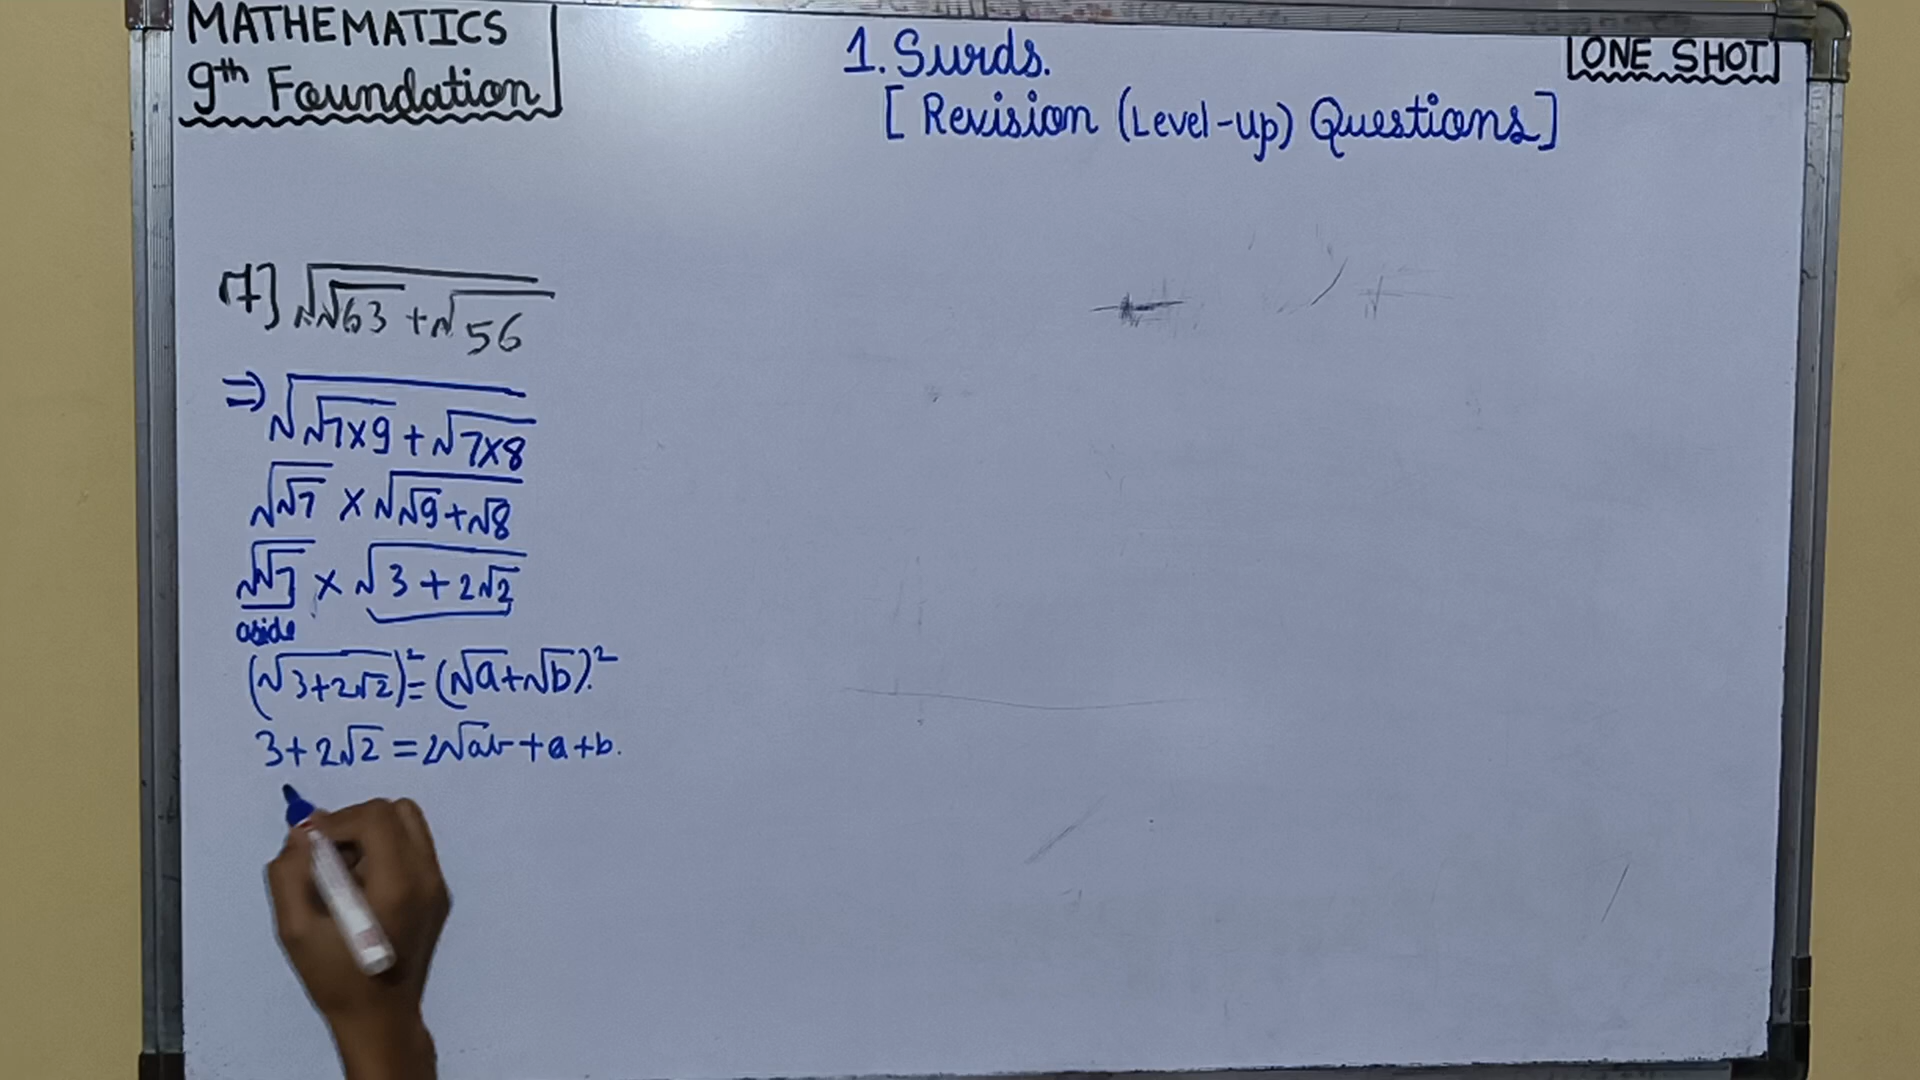 MATHEMATICS
9th Foundation
1. Surds.
[ Revision (Level-up) Questions ]
ONE SHOT
17] √(√63 + √56)
⇒ √(√7×9 + √7×8)
√√7 × √(√9 + √8)
√√7 × √(3 + 2√2)
aside
(√(3+2√2))² = (√a + √b)²
3 + 2√2 = 2√ab + a + b.